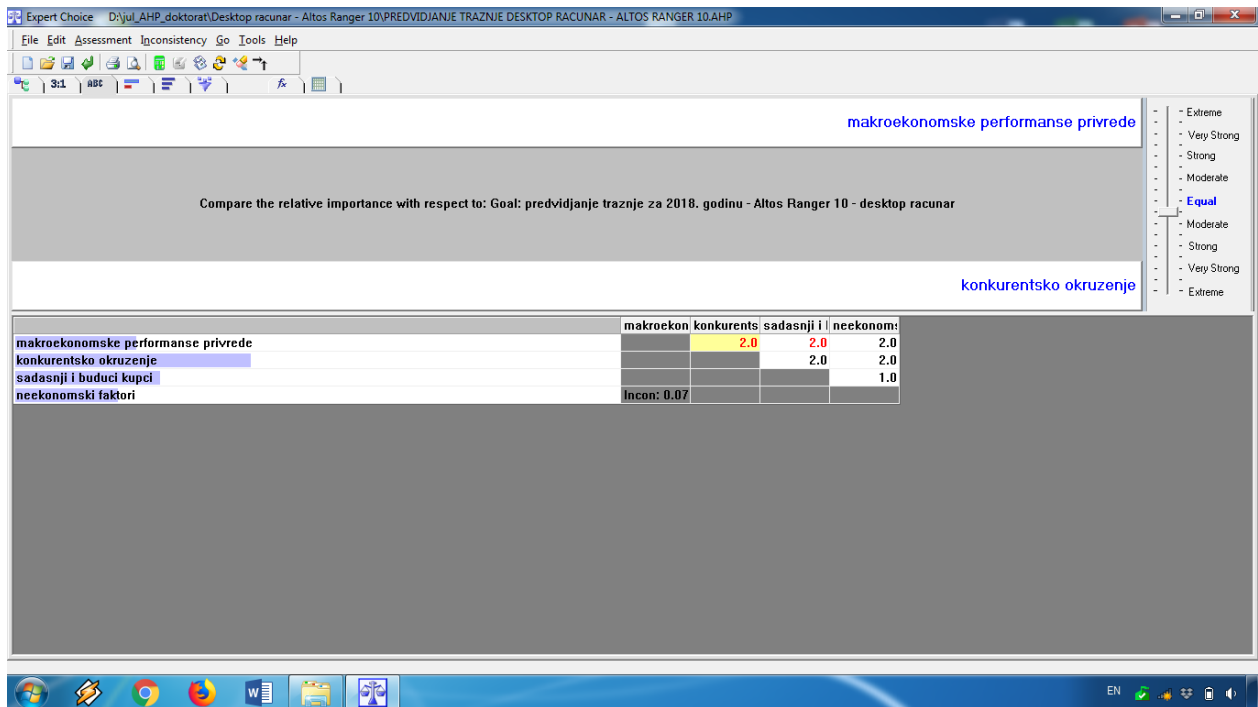 Expert Choice D:\jul_AHP_doktorat\Desktop racunar - Altos Ranger 10\PREDVIDJANJE TRAZNJE DESKTOP RACUNAR - ALTOS RANGER 10.AHP
File Edit Assessment Inconsistency Go Tools Help
3:1 ABC fx
makroekonomske performanse privrede
Compare the relative importance with respect to: Goal: predvidjanje traznje za 2018. godinu - Altos Ranger 10 - desktop racunar
konkurentsko okruzenje
Extreme
Very Strong
Strong
Moderate
Equal
Moderate
Strong
Very Strong
Extreme
makroekon konkurents sadasnji i neekonom
makroekonomske performanse privrede 2.0 2.0 2.0
konkurentsko okruzenje 2.0 2.0
sadasnji i buduci kupci 1.0
neekonomski faktori Incon: 0.07
W EN